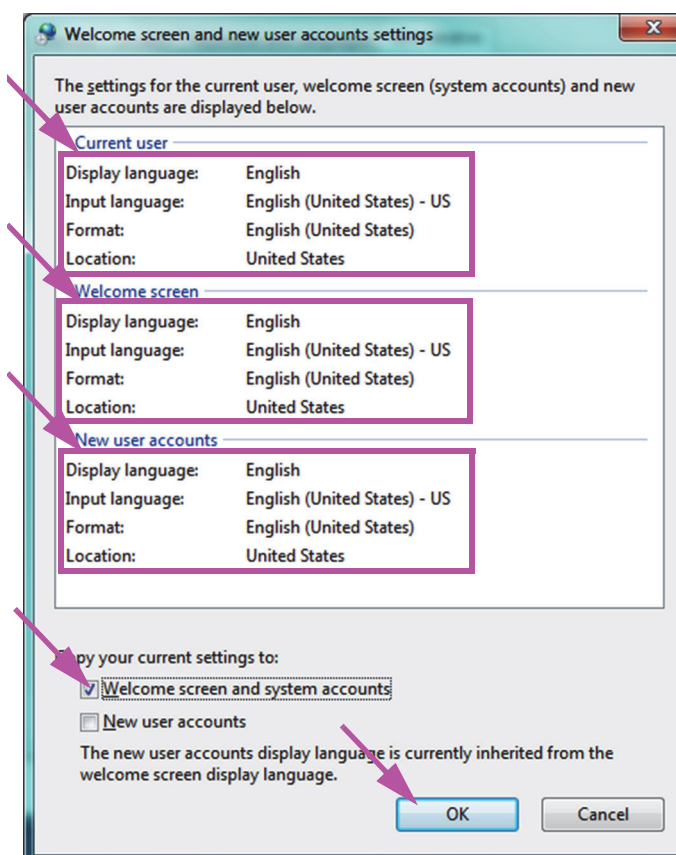 Welcome screen and new user accounts settings
The settings for the current user, welcome screen (system accounts) and new
user accounts are displayed below.
Current user
Display language: English
Input language: English (United States) - US
Format: English (United States)
Location: United States
Welcome screen
Display language: English
Input language: English (United States) - US
Format: English (United States)
Location: United States
New user accounts
Display language: English
Input language: English (United States) - US
Format: English (United States)
Location: United States
Copy your current settings to:
Welcome screen and system accounts
New user accounts
The new user accounts display language is currently inherited from the
welcome screen display language.
OK Cancel